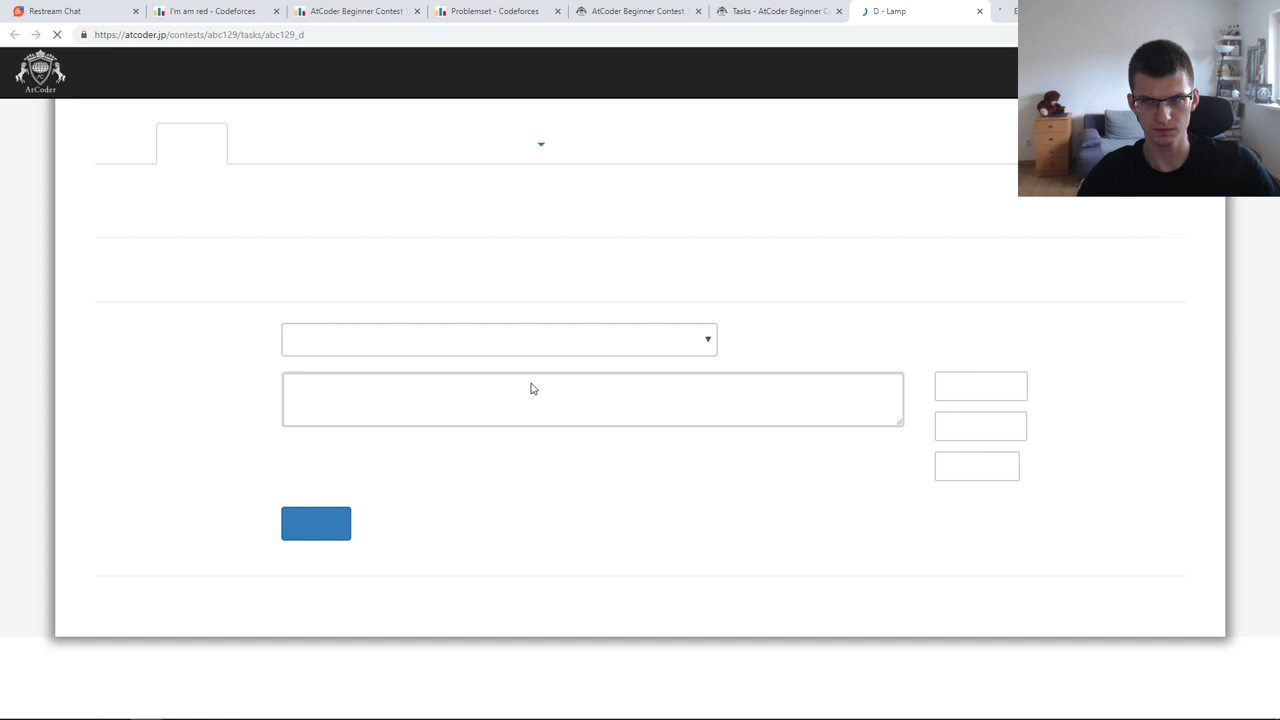 Restream Chat
I'm am red - Codeforces
AtCoder Beginner Contest
Problemset - Codeforces
AtCoder Beginner Contest
Tasks - AtCoder Beginner C
D - Lamp
https://atcoder.jp/contests/abc129/tasks/abc129_d
AtCoder